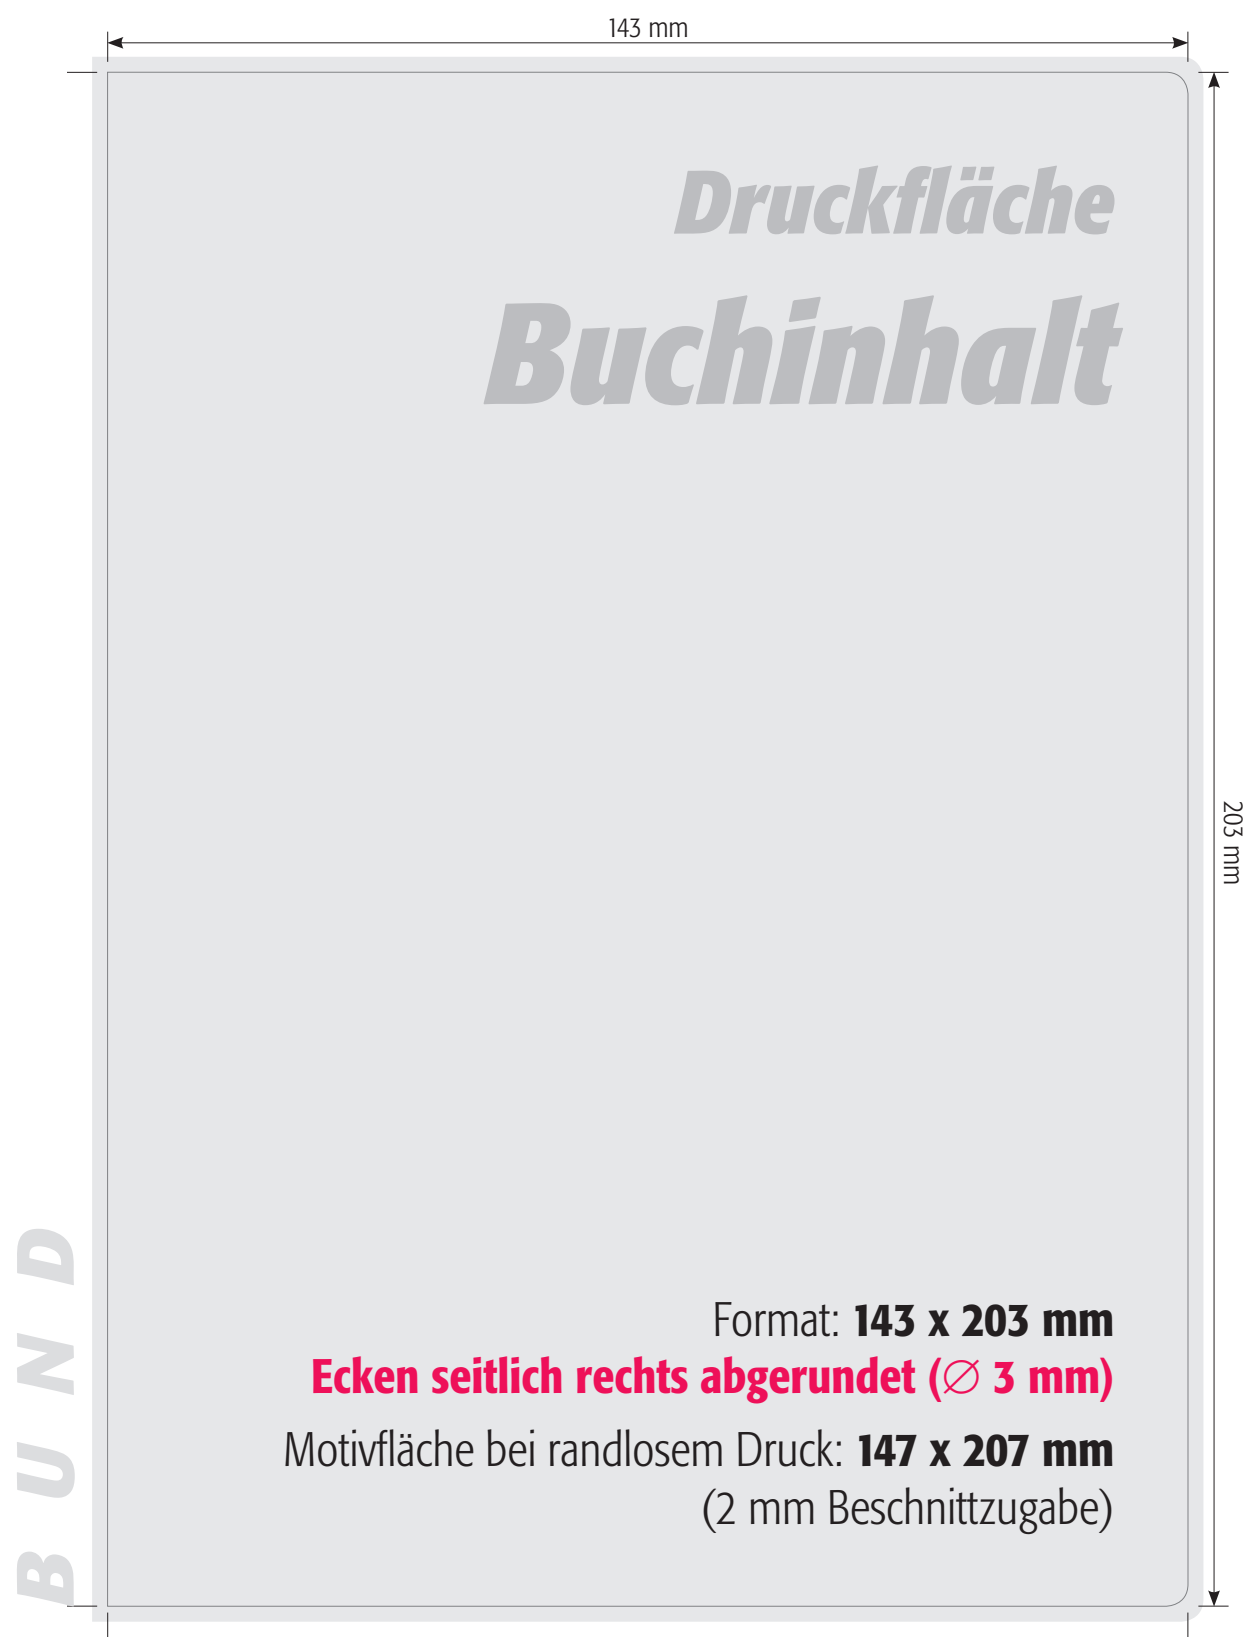 143 mm
Druckfläche
Buchinhalt
203 mm
BUND
Format: 143 x 203 mm
Ecken seitlich rechts abgerundet (∅ 3 mm)
Motivfläche bei randlosem Druck: 147 x 207 mm
(2 mm Beschnittzugabe)